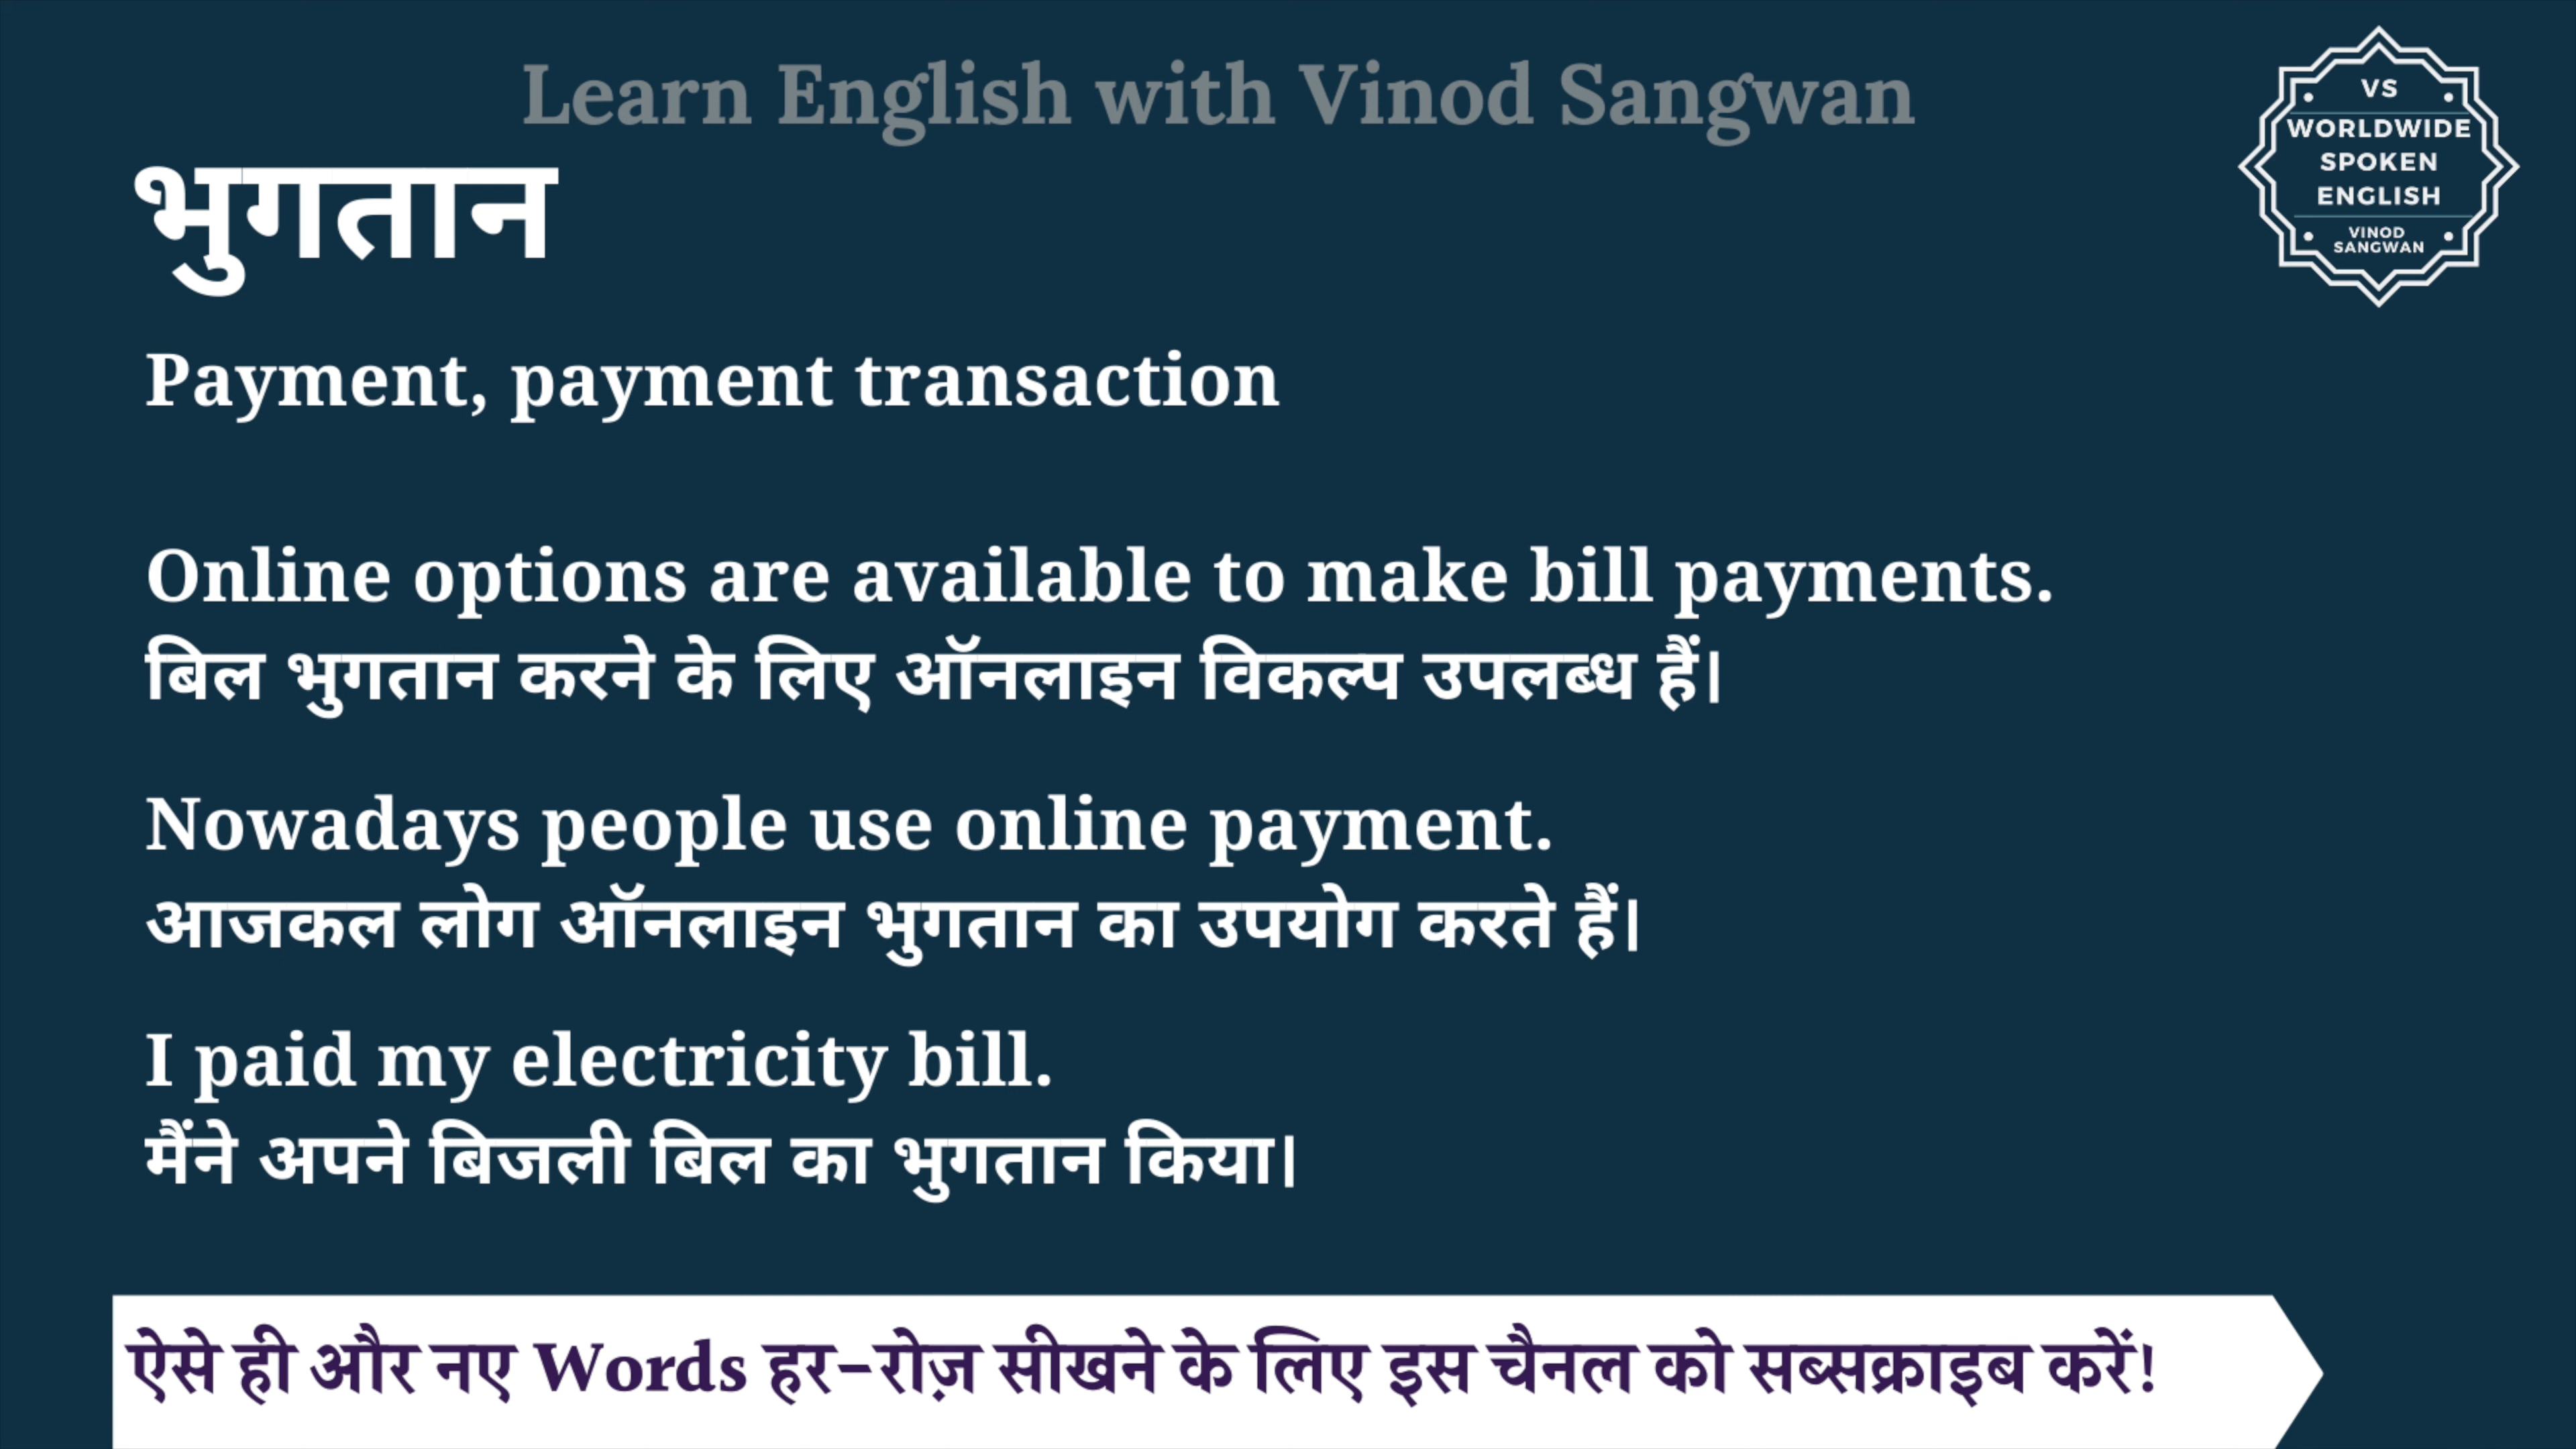 Learn English with Vinod Sangwan
VS
WORLDWIDE
SPOKEN
ENGLISH
VINOD
SANGWAN
भुगतान
Payment, payment transaction
Online options are available to make bill payments.
बिल भुगतान करने के लिए ऑनलाइन विकल्प उपलब्ध हैं।
Nowadays people use online payment.
आजकल लोग ऑनलाइन भुगतान का उपयोग करते हैं।
I paid my electricity bill.
मैंने अपने बिजली बिल का भुगतान किया।
ऐसे ही और नए Words हर-रोज़ सीखने के लिए इस चैनल को सब्सक्राइब करें!